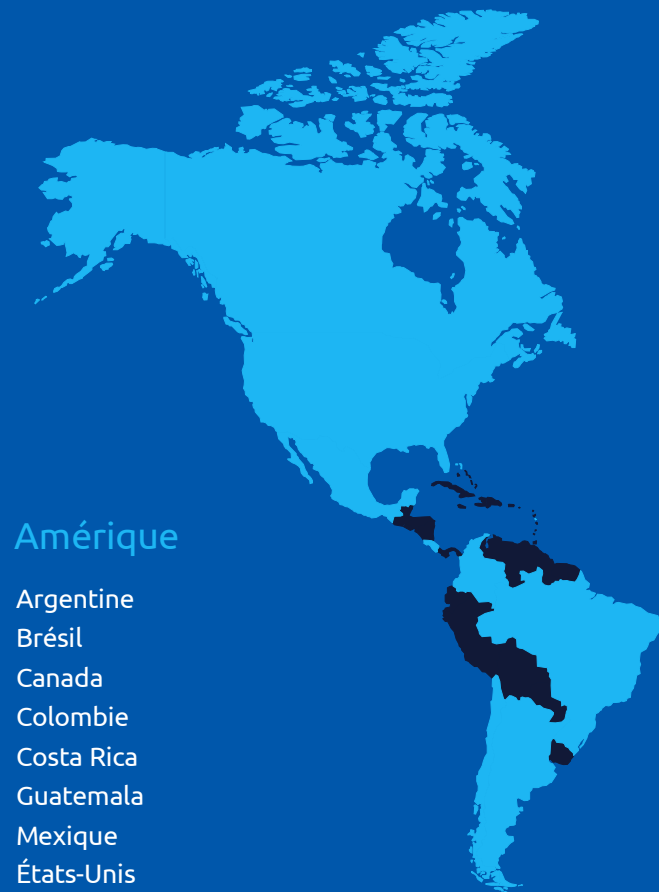 Amérique
Argentine
Brésil
Canada
Colombie
Costa Rica
Guatemala
Mexique
États-Unis